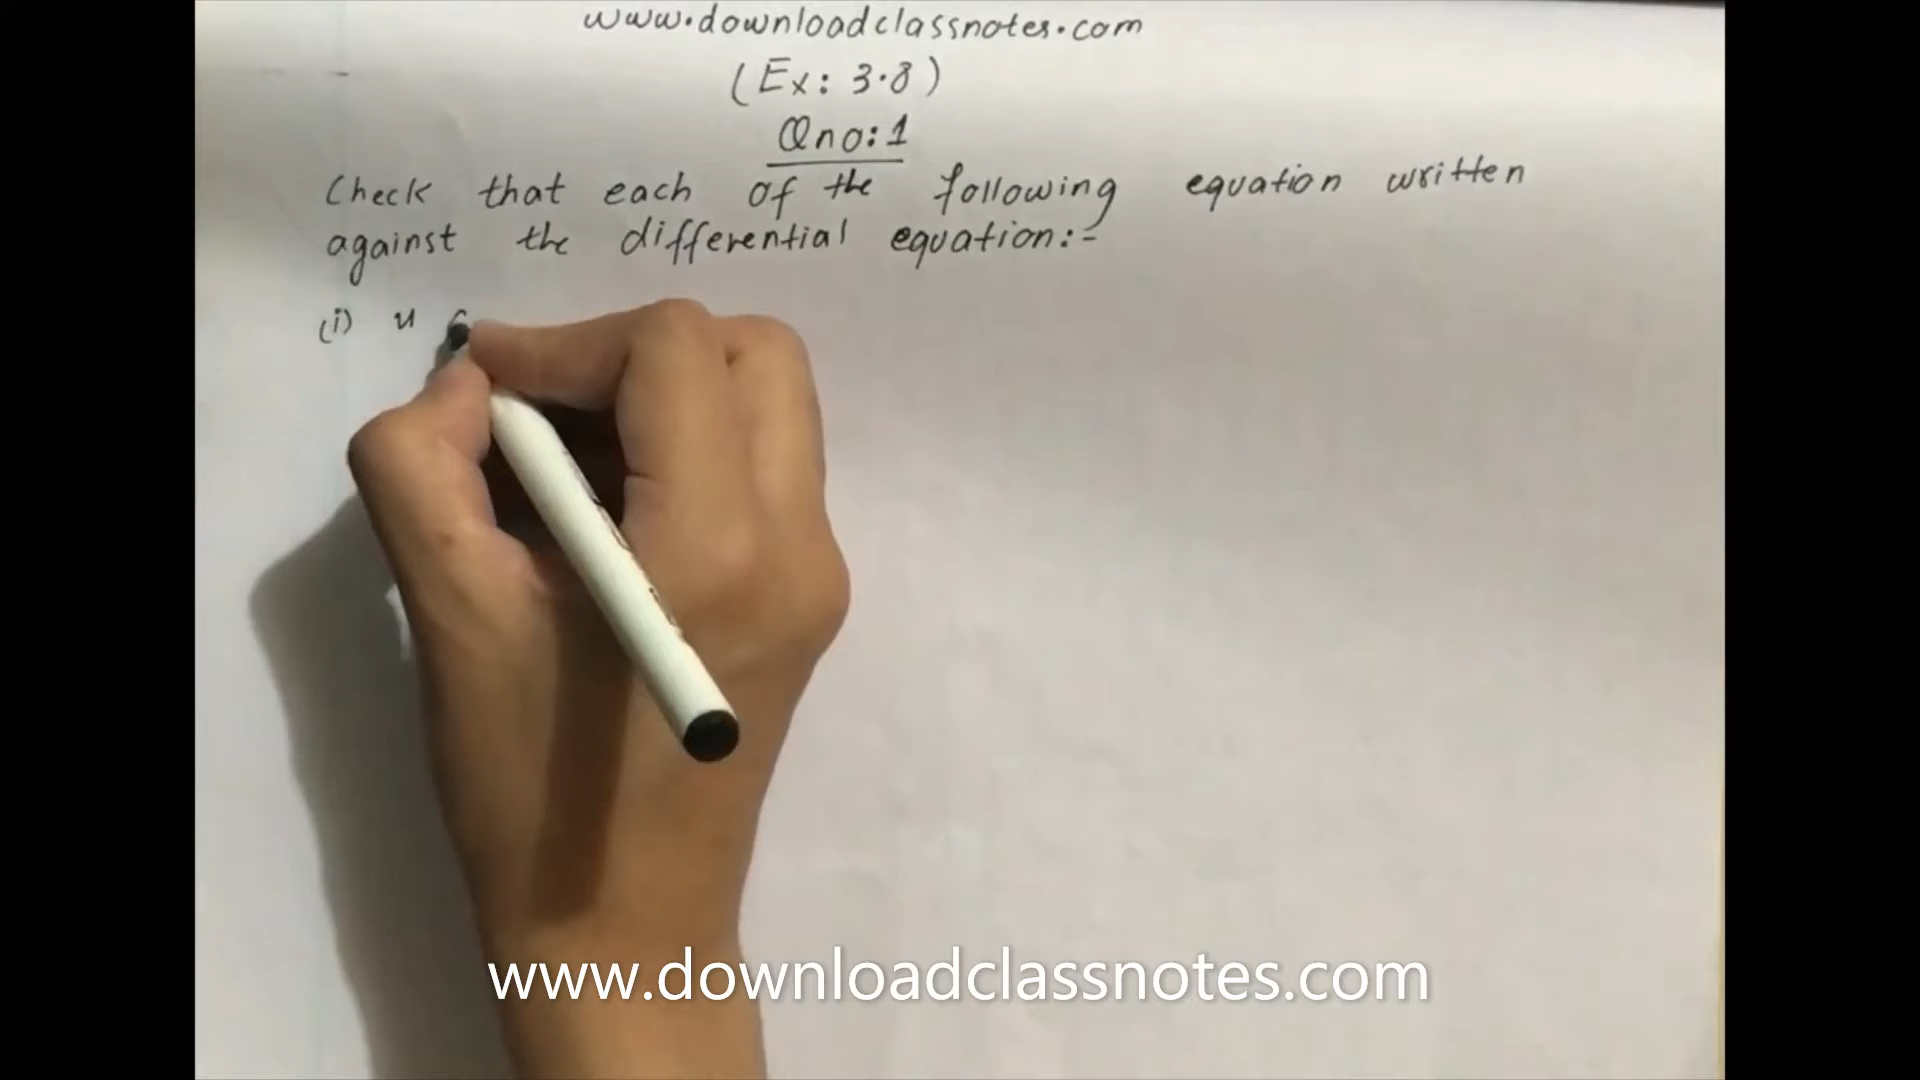 www.downloadclassnotes.com
(Ex: 3.8)
Qno:1
Check that each of the following equation written
against the differential equation:-
(i) x
www.downloadclassnotes.com